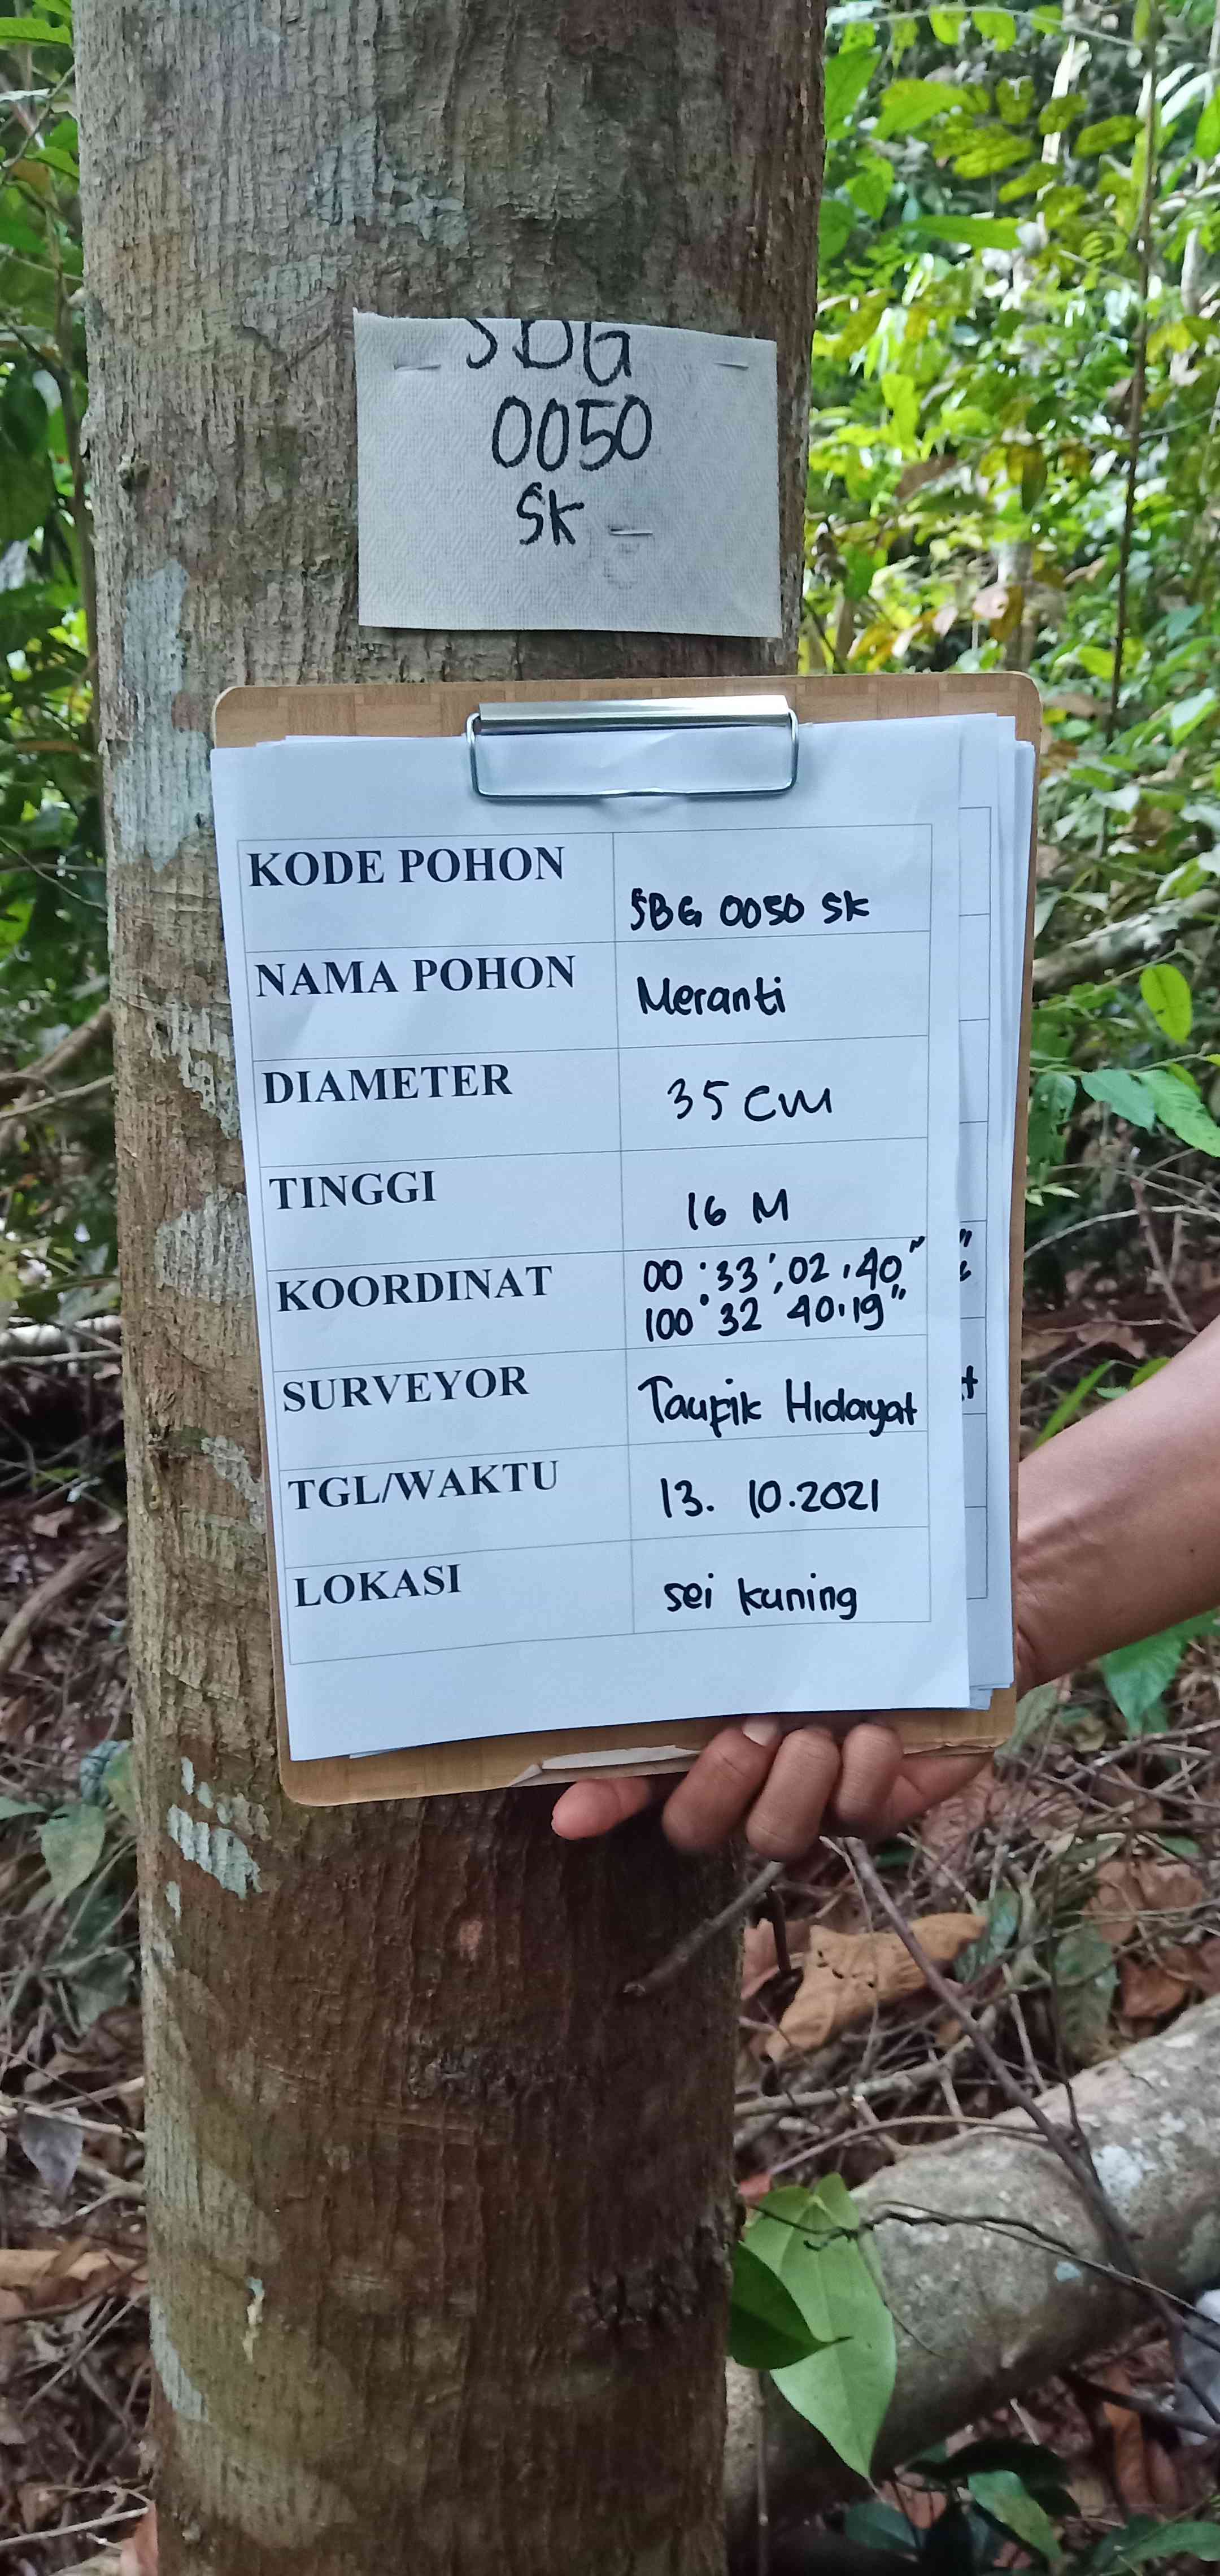 SBG
0050
SK
KODE POHON
SBG 0050 SK
NAMA POHON
Meranti
DIAMETER
35 cm
TINGGI
16 M
KOORDINAT
00°33',02,40"
100°32 40.19"
SURVEYOR
Taufik Hidayat
TGL/WAKTU
13. 10.2021
LOKASI
sei kuning